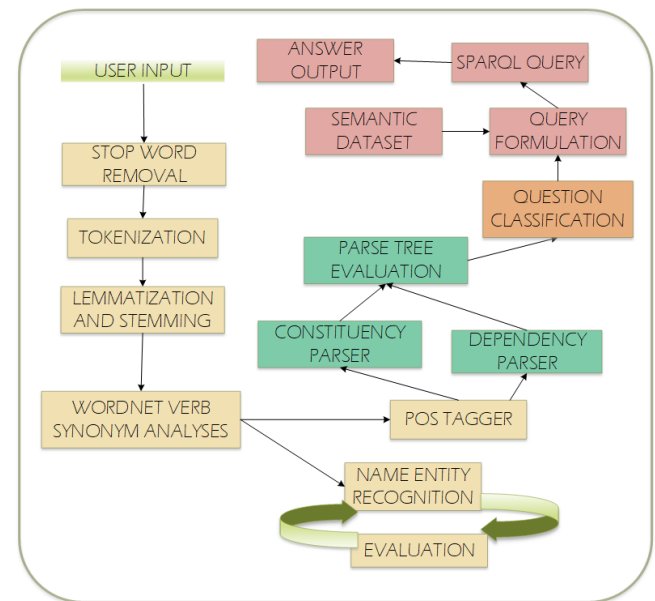 USER INPUT
STOP WORD
REMOVAL
TOKENIZATION
LEMMATIZATION
AND STEMMING
WORDNET VERB
SYNONYM ANALYSES
POS TAGGER
NAME ENTITY
RECOGNITION
EVALUATION
CONSTITUENCY
PARSER
DEPENDENCY
PARSER
PARSE TREE
EVALUATION
QUESTION
CLASSIFICATION
SEMANTIC
DATASET
QUERY
FORMULATION
SPARQL QUERY
ANSWER
OUTPUT